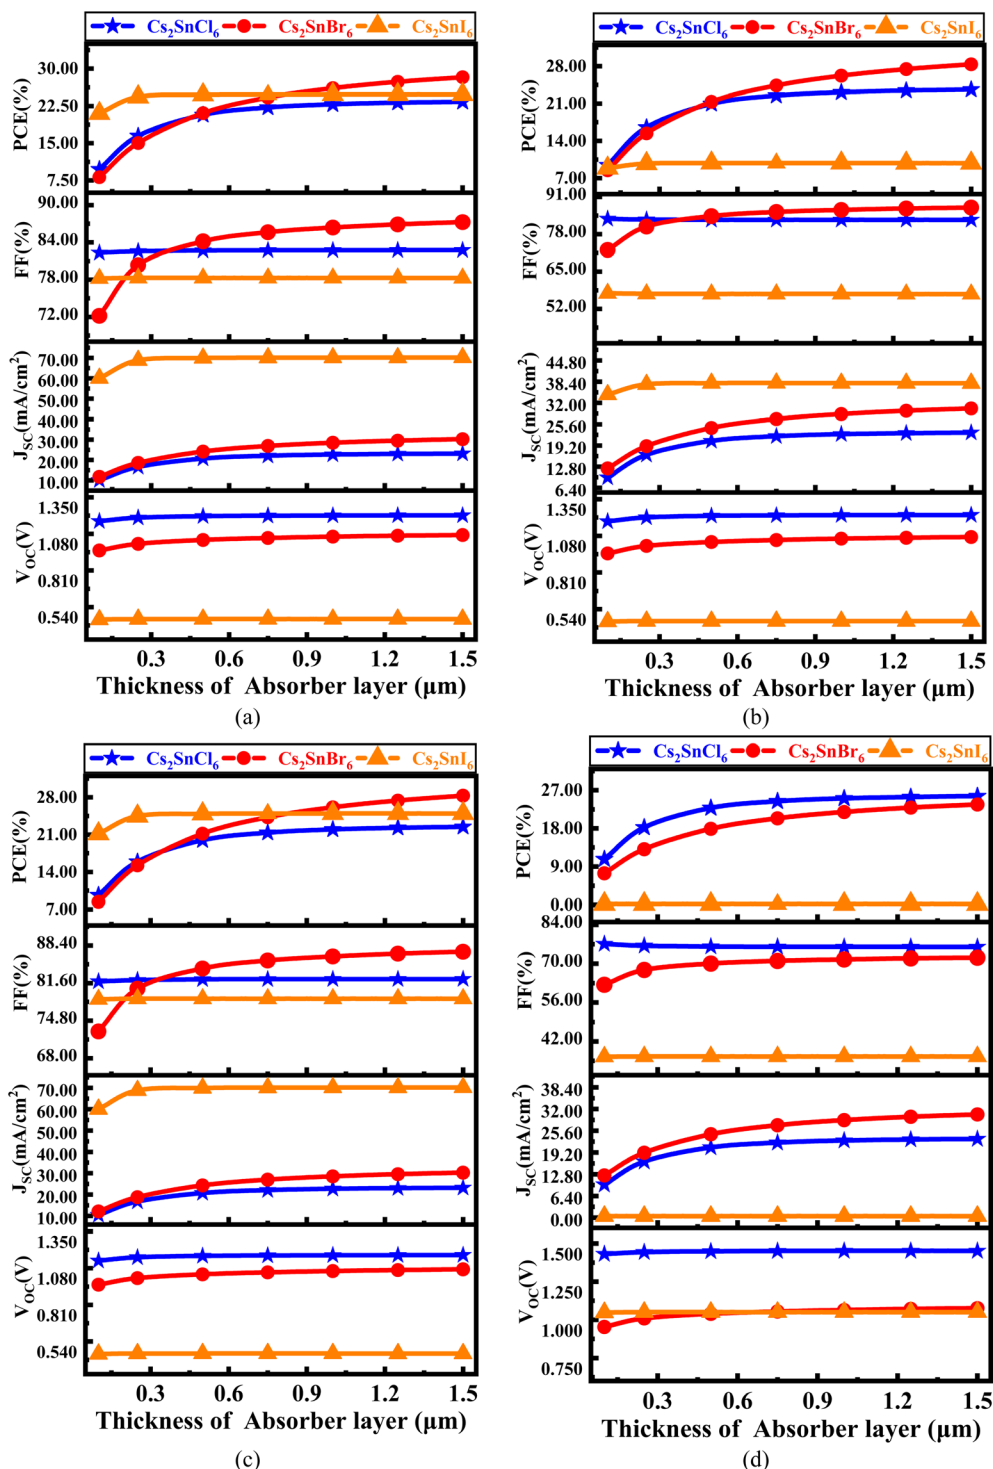 Cs₂SnCl₆ Cs₂SnBr₆ Cs₂SnI₆
PCE(%)
30.00
22.50
15.00
7.50
FF(%)
90.00
84.00
78.00
72.00
J_SC(mA/cm²)
70.00
60.00
50.00
40.00
30.00
20.00
10.00
V_OC(V)
1.350
1.080
0.810
0.540
0.3 0.6 0.9 1.2 1.5
Thickness of Absorber layer (μm)
(a)
Cs₂SnCl₆ Cs₂SnBr₆ Cs₂SnI₆
PCE(%)
28.00
21.00
14.00
7.00
FF(%)
91.00
78.00
65.00
52.00
J_SC(mA/cm²)
44.80
38.40
32.00
25.60
19.20
12.80
6.40
V_OC(V)
1.350
1.080
0.810
0.540
0.3 0.6 0.9 1.2 1.5
Thickness of Absorber layer (μm)
(b)
Cs₂SnCl₆ Cs₂SnBr₆ Cs₂SnI₆
PCE(%)
28.00
21.00
14.00
7.00
FF(%)
88.40
81.60
74.80
68.00
J_SC(mA/cm²)
70.00
60.00
50.00
40.00
30.00
20.00
10.00
V_OC(V)
1.350
1.080
0.810
0.540
0.3 0.6 0.9 1.2 1.5
Thickness of Absorber layer (μm)
(c)
Cs₂SnCl₆ Cs₂SnBr₆ Cs₂SnI₆
PCE(%)
27.00
18.00
9.00
0.00
FF(%)
84.00
70.00
56.00
42.00
J_SC(mA/cm²)
38.40
32.00
25.60
19.20
12.80
6.40
0.00
V_OC(V)
1.500
1.250
1.000
0.750
0.3 0.6 0.9 1.2 1.5
Thickness of Absorber layer (μm)
(d)